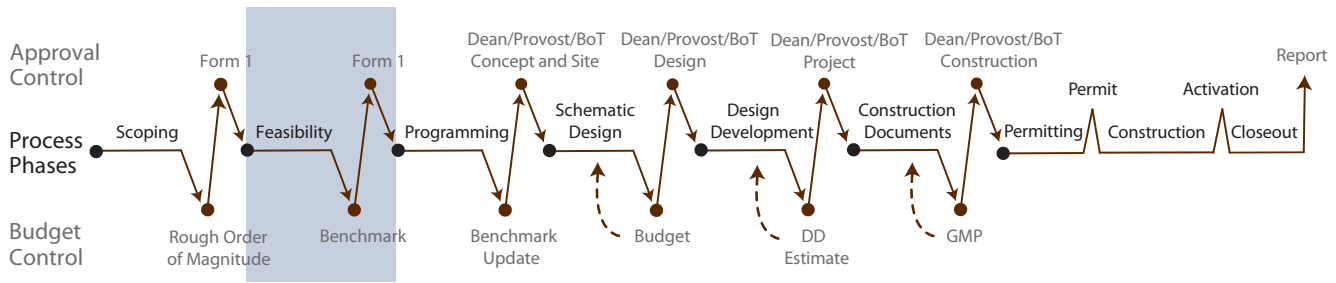 Approval
Control
Form 1
Form 1
Dean/Provost/BoT
Concept and Site
Dean/Provost/BoT
Design
Dean/Provost/BoT
Project
Dean/Provost/BoT
Construction
Report
Process
Phases
Scoping
Feasibility
Programming
Schematic
Design
Design
Development
Construction
Documents
Permitting
Permit
Construction
Activation
Closeout
Budget
Control
Rough Order
of Magnitude
Benchmark
Benchmark
Update
Budget
DD
Estimate
GMP